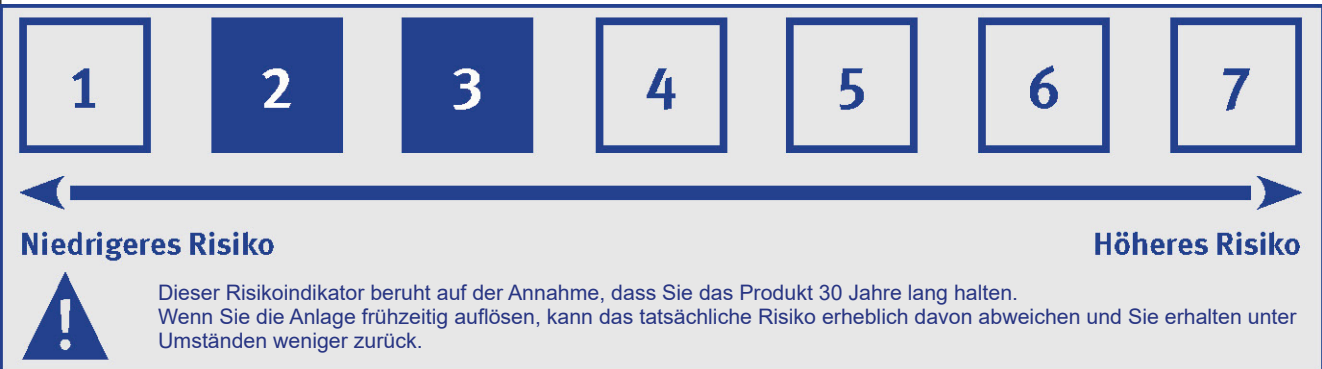 1 2 3 4 5 6 7
Niedrigeres Risiko Höheres Risiko
!
Dieser Risikoindikator beruht auf der Annahme, dass Sie das Produkt 30 Jahre lang halten.
Wenn Sie die Anlage frühzeitig auflösen, kann das tatsächliche Risiko erheblich davon abweichen und Sie erhalten unter
Umständen weniger zurück.